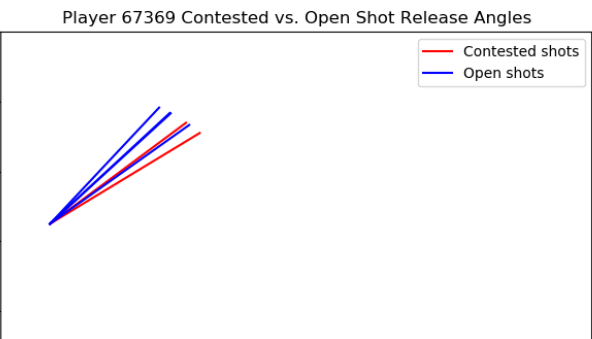 Player 67369 Contested vs. Open Shot Release Angles
Contested shots
Open shots